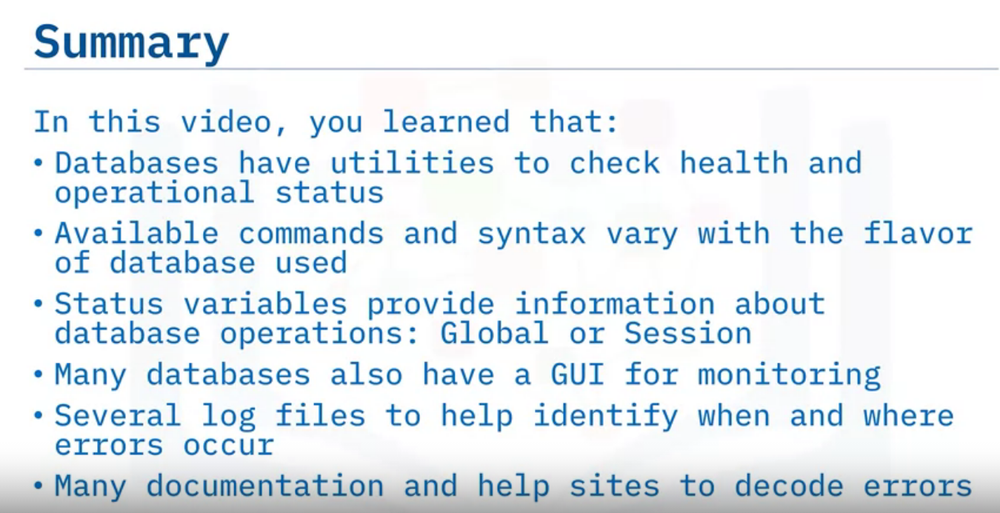 Summary
In this video, you learned that:
• Databases have utilities to check health and
operational status
• Available commands and syntax vary with the flavor
of database used
• Status variables provide information about
database operations: Global or Session
• Many databases also have a GUI for monitoring
• Several log files to help identify when and where
errors occur
• Many documentation and help sites to decode errors